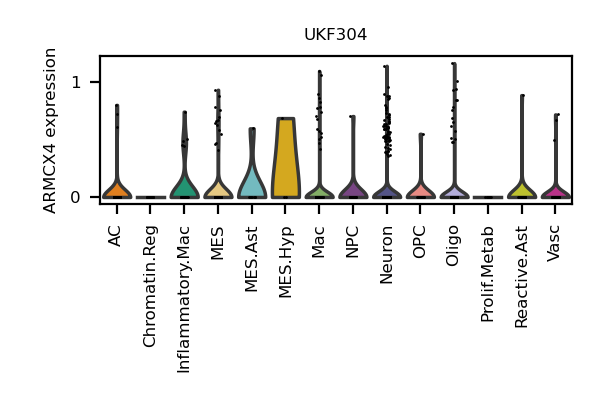 UKF304
ARMCX4 expression
1
0
AC
Chromatin.Reg
Inflammatory.Mac
MES
MES.Ast
MES.Hyp
Mac
NPC
Neuron
OPC
Oligo
Prolif.Metab
Reactive.Ast
Vasc